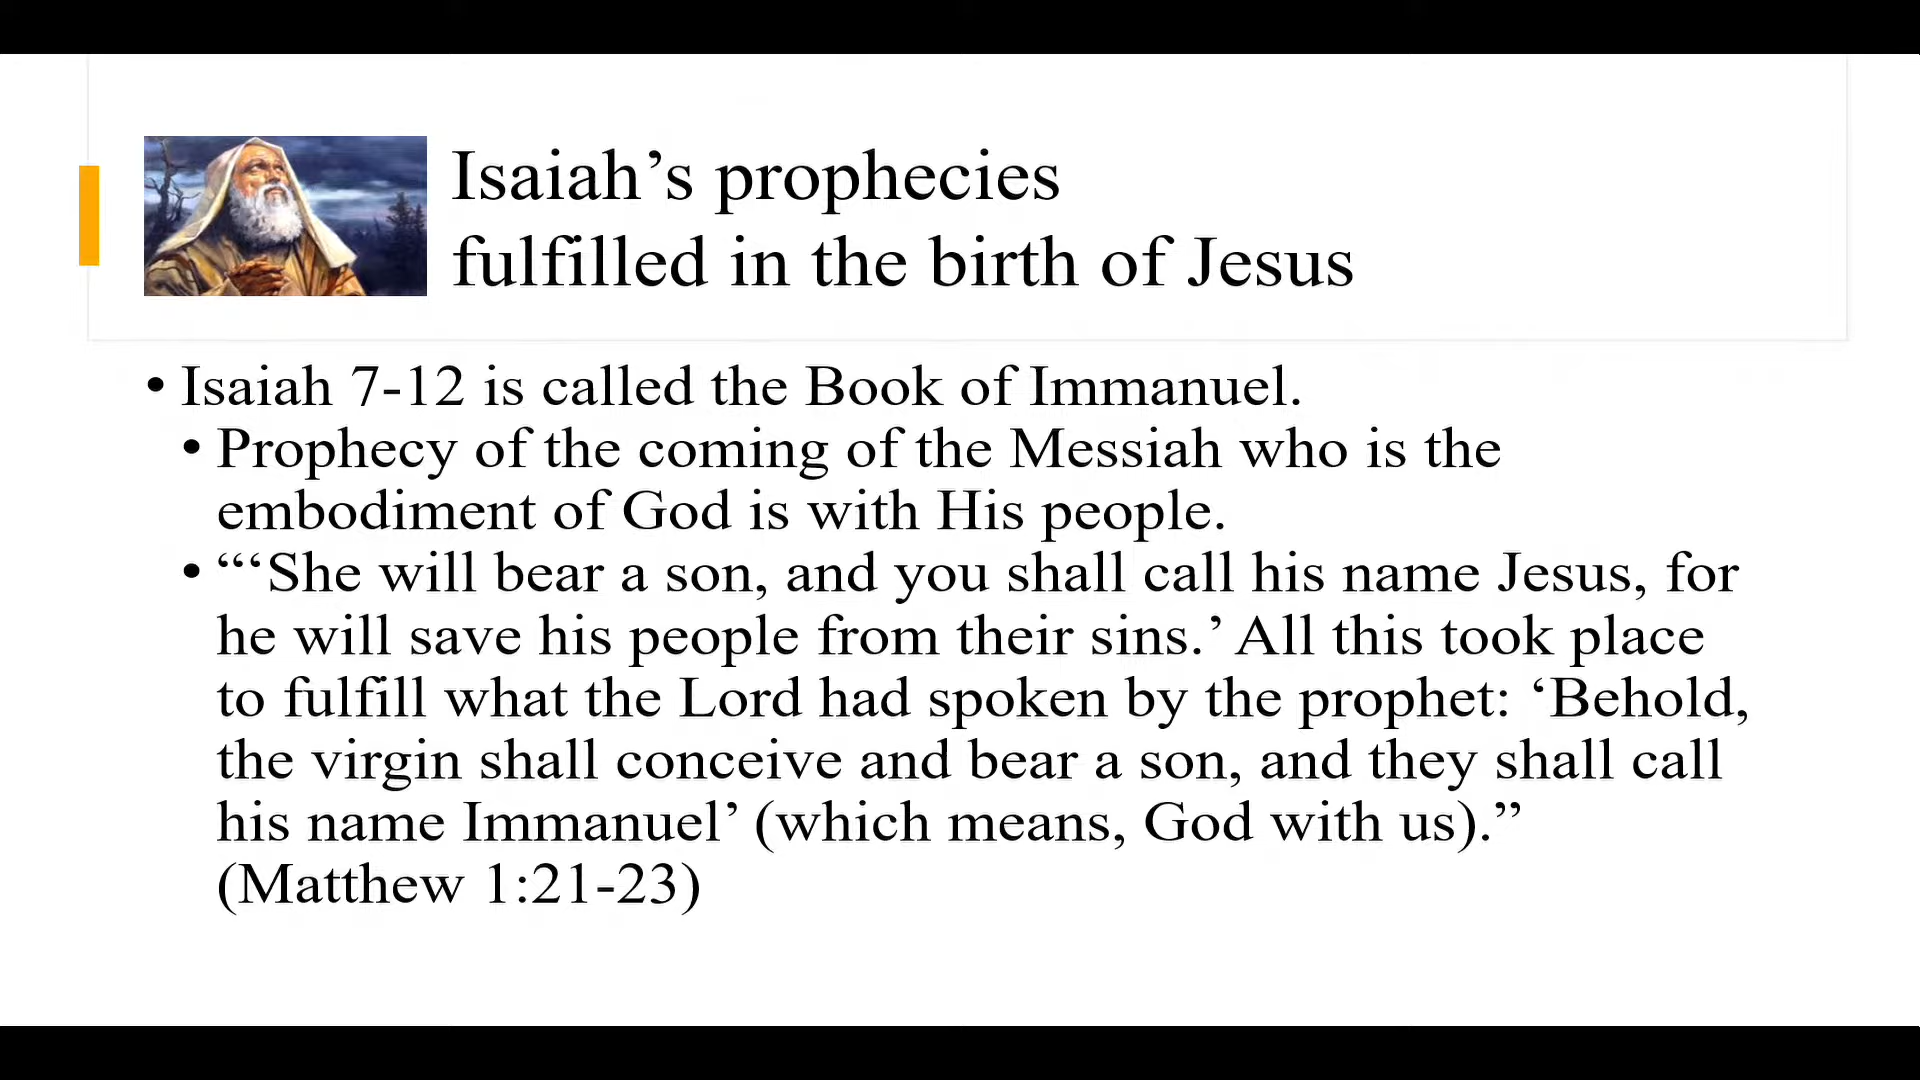 Isaiah’s prophecies
fulfilled in the birth of Jesus
• Isaiah 7-12 is called the Book of Immanuel.
• Prophecy of the coming of the Messiah who is the
embodiment of God is with His people.
• “‘She will bear a son, and you shall call his name Jesus, for
he will save his people from their sins.’ All this took place
to fulfill what the Lord had spoken by the prophet: ‘Behold,
the virgin shall conceive and bear a son, and they shall call
his name Immanuel’ (which means, God with us).”
(Matthew 1:21-23)